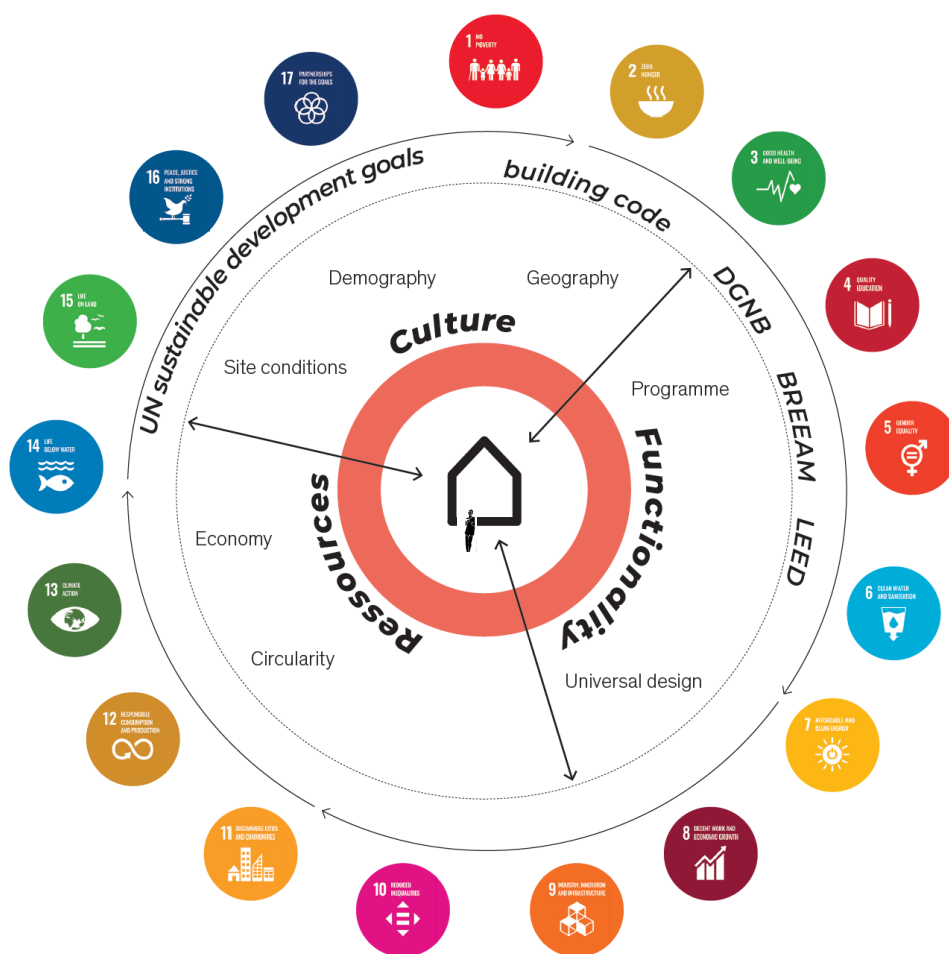 1 NO
POVERTY
2 ZERO
HUNGER
3 GOOD HEALTH
AND WELL-BEING
4 QUALITY
EDUCATION
5 GENDER
EQUALITY
6 CLEAN WATER
AND SANITATION
7 AFFORDABLE AND
CLEAN ENERGY
8 DECENT WORK AND
ECONOMIC GROWTH
9 INDUSTRY, INNOVATION
AND INFRASTRUCTURE
10 REDUCED
INEQUALITIES
11 SUSTAINABLE CITIES
AND COMMUNITIES
12 RESPONSIBLE
CONSUMPTION
AND PRODUCTION
13 CLIMATE
ACTION
14 LIFE
BELOW WATER
15 LIFE
ON LAND
16 PEACE, JUSTICE
AND STRONG
INSTITUTIONS
17 PARTNERSHIPS
FOR THE GOALS
UN sustainable development goals
building code
DGNB
BREEAM
LEED
Demography
Geography
Site conditions
Programme
Economy
Circularity
Universal design
Culture
Functionality
Ressources